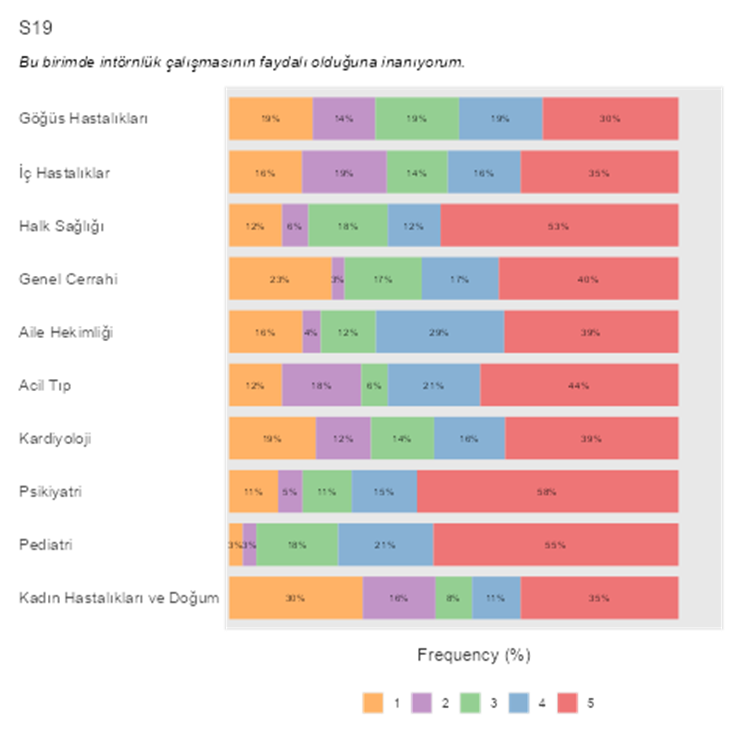 S19
Bu birimde intörnlük çalışmasının faydalı olduğuna inanıyorum.
Göğüs Hastalıkları 19% 14% 19% 19% 30%
İç Hastalıklar 16% 19% 14% 16% 35%
Halk Sağlığı 12% 6% 18% 12% 53%
Genel Cerrahi 23% 3% 17% 17% 40%
Aile Hekimliği 16% 4% 12% 29% 39%
Acil Tıp 12% 18% 6% 21% 44%
Kardiyoloji 19% 12% 14% 16% 39%
Psikiyatri 11% 5% 11% 15% 58%
Pediatri 3% 3% 18% 21% 55%
Kadın Hastalıkları ve Doğum 30% 16% 8% 11% 35%
Frequency (%)
1 2 3 4 5